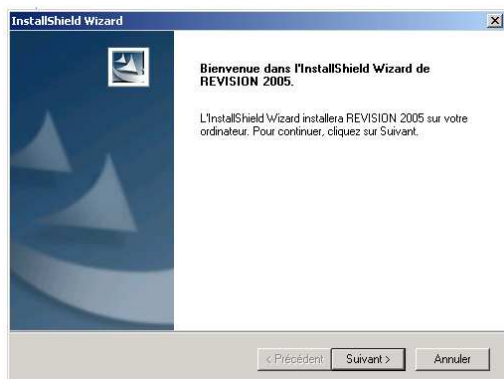 InstallShield Wizard
Bienvenue dans l'InstallShield Wizard de
REVISION 2005.
L'InstallShield Wizard installera REVISION 2005 sur votre
ordinateur. Pour continuer, cliquez sur Suivant.
< Précédent Suivant > Annuler